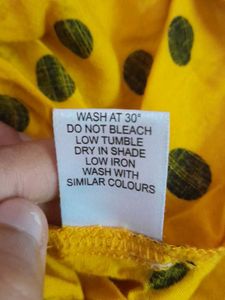 WASH AT 30°
DO NOT BLEACH
LOW TUMBLE
DRY IN SHADE
LOW IRON
WASH WITH
SIMILAR COLOURS